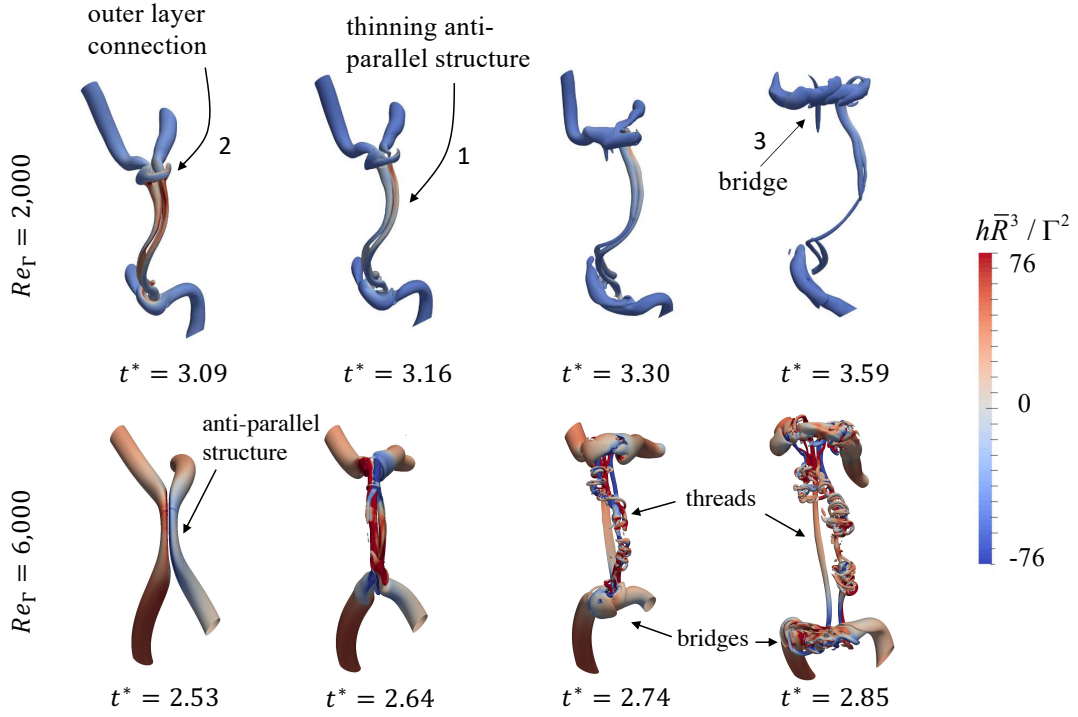 outer layer
connection
thinning anti-
parallel structure
2
1
3
bridge
Re_Γ = 2,000
t* = 3.09
t* = 3.16
t* = 3.30
t* = 3.59
hR̅³ / Γ²
76
0
-76
anti-parallel
structure
threads
bridges
Re_Γ = 6,000
t* = 2.53
t* = 2.64
t* = 2.74
t* = 2.85